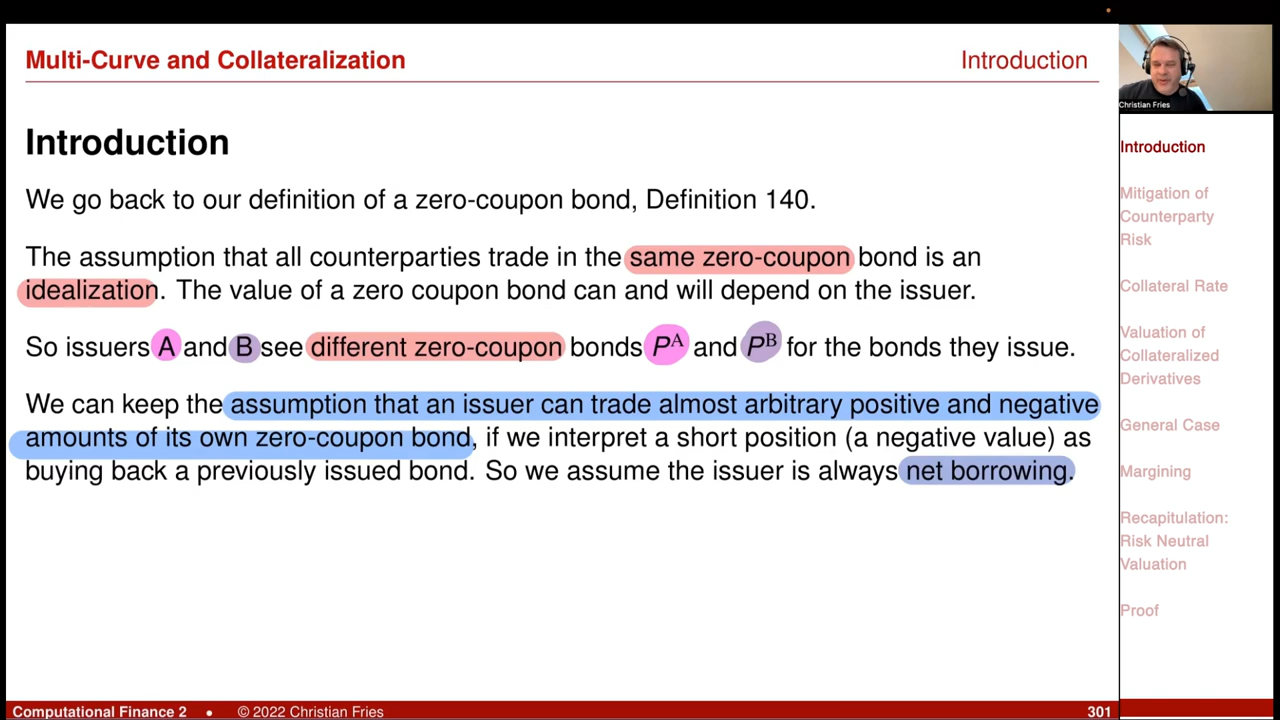 Multi-Curve and Collateralization
Introduction
Introduction
We go back to our definition of a zero-coupon bond, Definition 140.
The assumption that all counterparties trade in the same zero-coupon bond is an
idealization. The value of a zero coupon bond can and will depend on the issuer.
So issuers A and B see different zero-coupon bonds Pᴬ and Pᴮ for the bonds they issue.
We can keep the assumption that an issuer can trade almost arbitrary positive and negative
amounts of its own zero-coupon bond, if we interpret a short position (a negative value) as
buying back a previously issued bond. So we assume the issuer is always net borrowing.
Computational Finance 2 • © 2022 Christian Fries
301
Christian Fries
Introduction
Mitigation of
Counterparty
Risk
Collateral Rate
Valuation of
Collateralized
Derivatives
General Case
Margining
Recapitulation:
Risk Neutral
Valuation
Proof